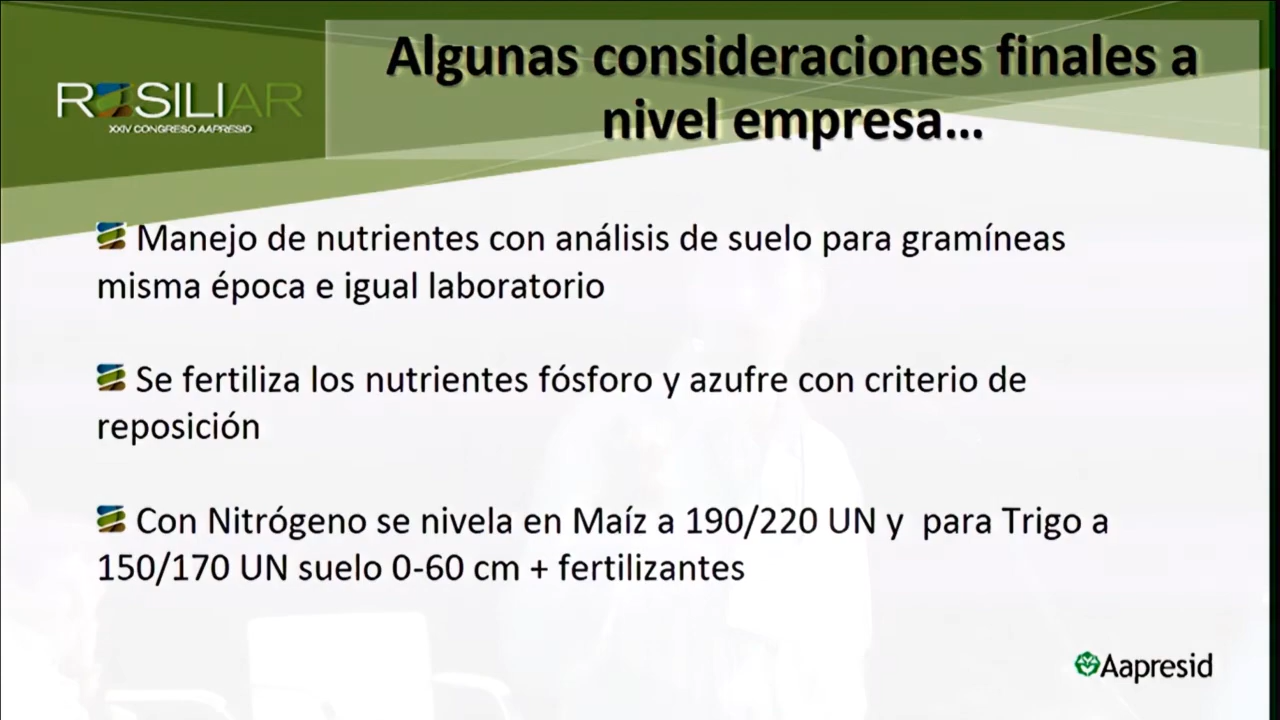 Algunas consideraciones finales a
nivel empresa...
RESILIAR
XXIV CONGRESO AAPRESID
Manejo de nutrientes con análisis de suelo para gramíneas
misma época e igual laboratorio
Se fertiliza los nutrientes fósforo y azufre con criterio de
reposición
Con Nitrógeno se nivela en Maíz a 190/220 UN y para Trigo a
150/170 UN suelo 0-60 cm + fertilizantes
Aapresid